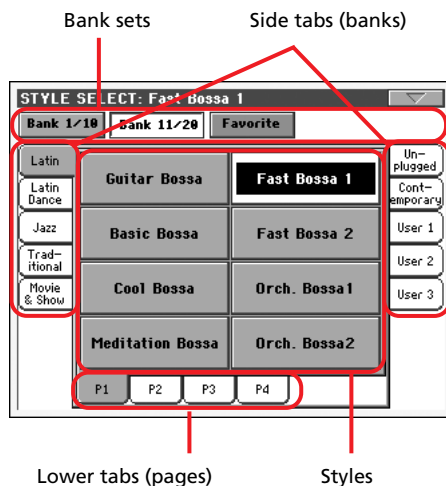 Bank sets
Side tabs (banks)
STYLE SELECT: Fast Bossa 1
Bank 1/10
Bank 11/20
Favorite
Latin
Latin
Dance
Jazz
Trad-
itional
Movie
& Show
Guitar Bossa
Fast Bossa 1
Basic Bossa
Fast Bossa 2
Cool Bossa
Orch. Bossa1
Meditation Bossa
Orch. Bossa2
Un-
plugged
Cont-
emporary
User 1
User 2
User 3
P1
P2
P3
P4
Lower tabs (pages)
Styles